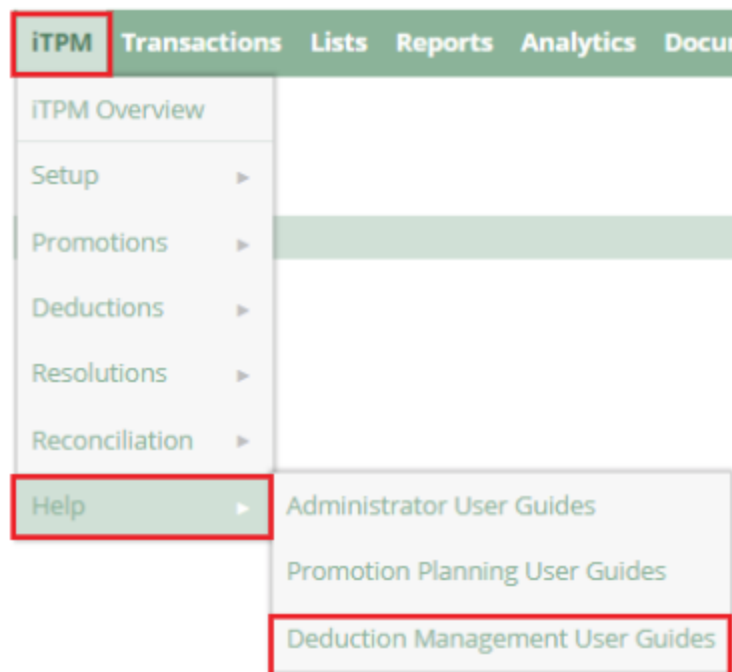 iTPM Transactions Lists Reports Analytics Docu
iTPM Overview
Setup
Promotions
Deductions
Resolutions
Reconciliation
Help
Administrator User Guides
Promotion Planning User Guides
Deduction Management User Guides